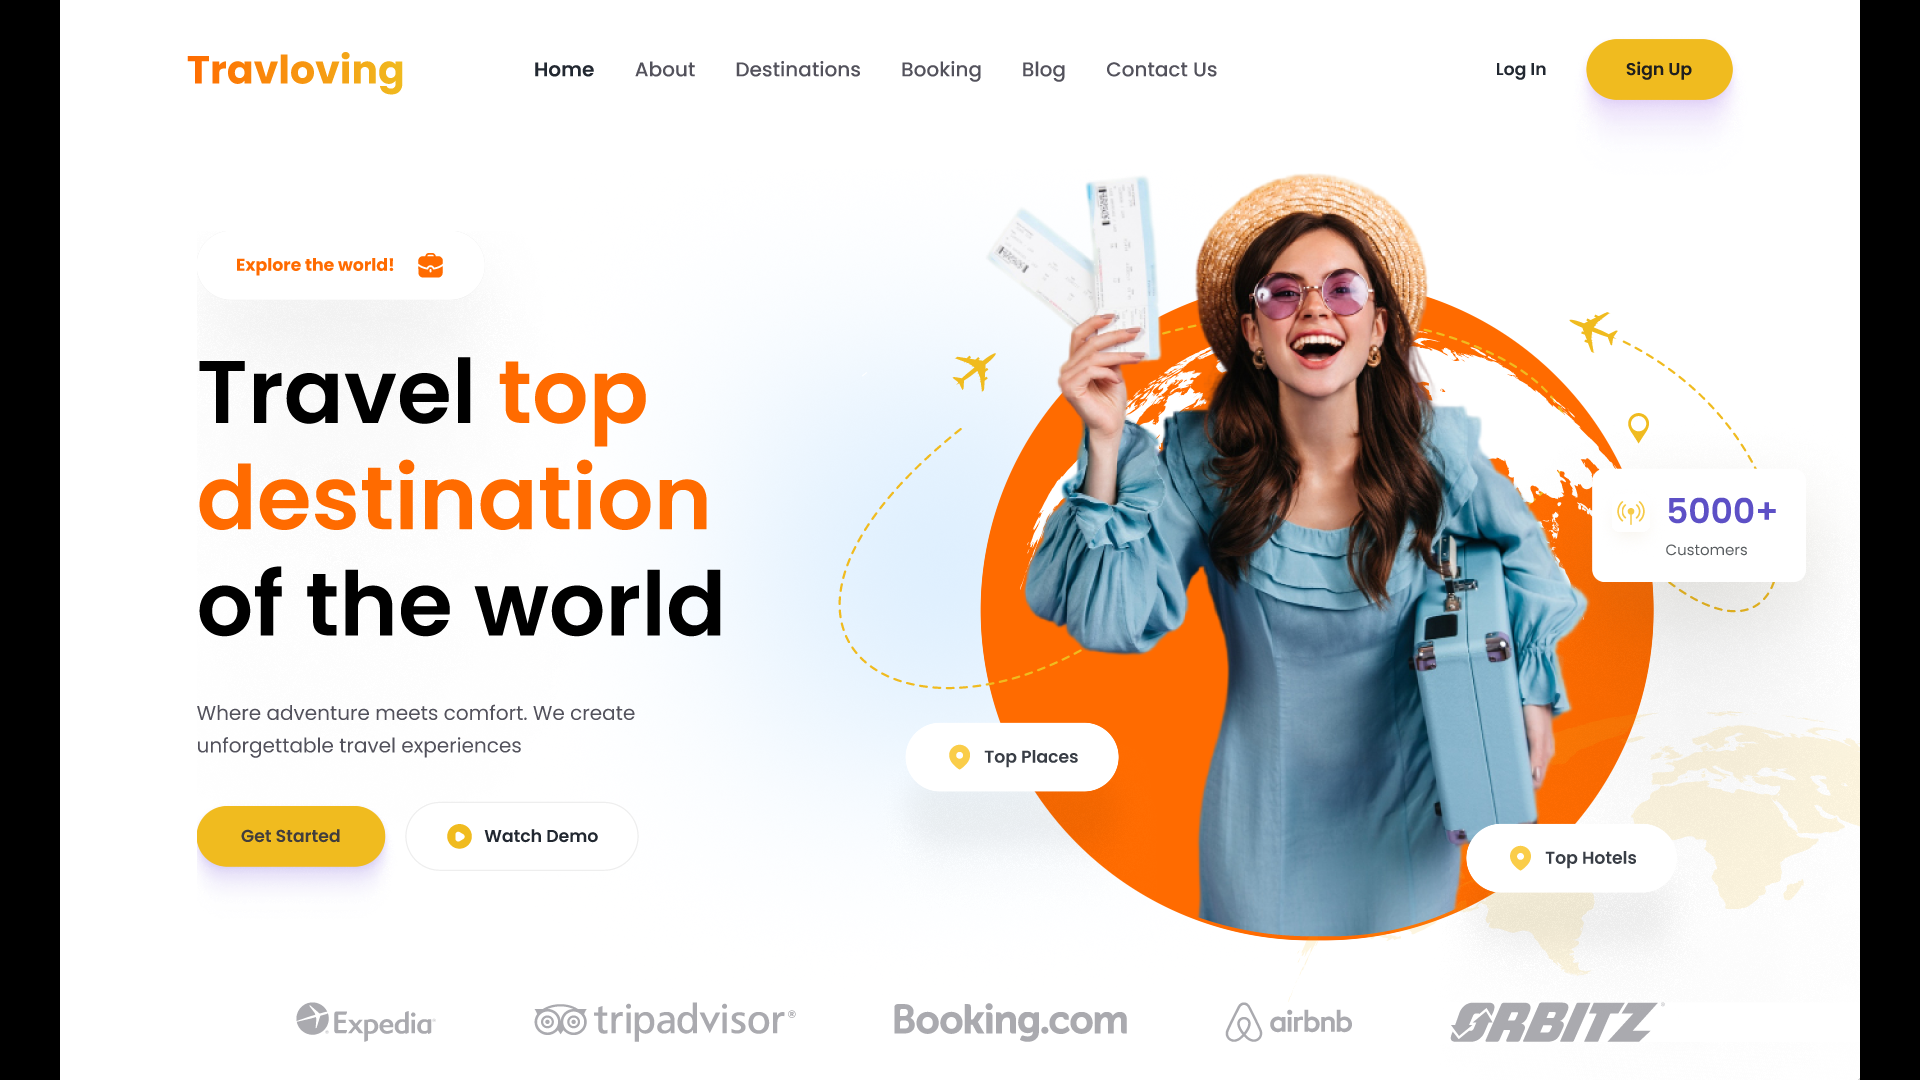 Travloving
Home About Destinations Booking Blog Contact Us
Log In
Sign Up
Explore the world!
Travel top
destination
of the world
Where adventure meets comfort. We create
unforgettable travel experiences
Get Started
Watch Demo
5000+
Customers
Top Places
Top Hotels
Expedia
tripadvisor®
Booking.com
airbnb
ORBITZ